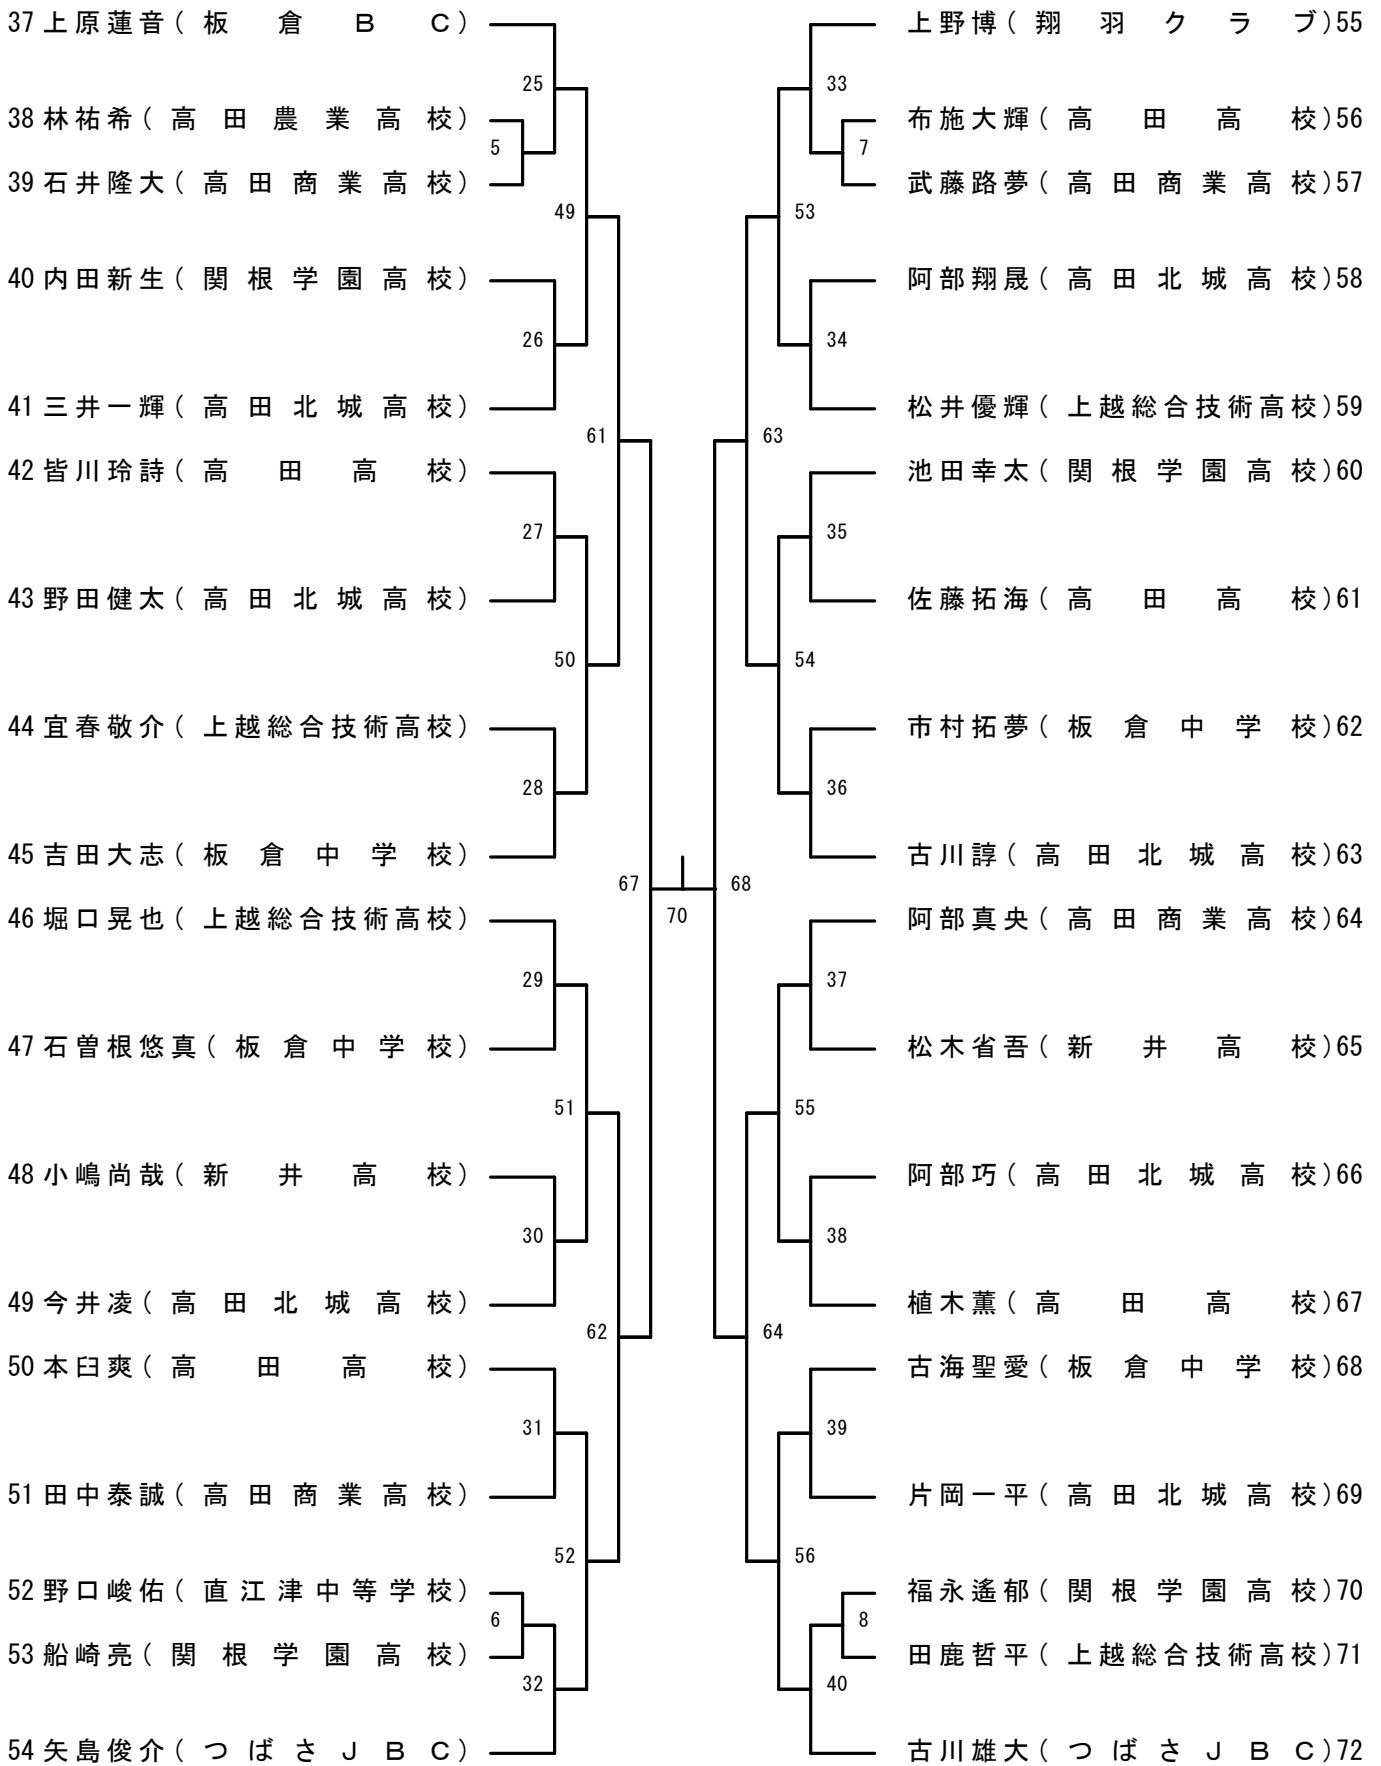 37 上原蓮音(板倉BC)
25
38 林祐希(高田農業高校)
5
39 石井隆大(高田商業高校)
49
40 内田新生(関根学園高校)
26
41 三井一輝(高田北城高校)
61
42 皆川玲詩(高田高校)
27
43 野田健太(高田北城高校)
50
44 宜春敬介(上越総合技術高校)
28
45 吉田大志(板倉中学校)
67
46 堀口晃也(上越総合技術高校)
29
47 石曽根悠真(板倉中学校)
51
48 小嶋尚哉(新井高校)
30
49 今井凌(高田北城高校)
62
50 本臼爽(高田高校)
31
51 田中泰誠(高田商業高校)
52
52 野口峻佑(直江津中等学校)
6
53 船崎亮(関根学園高校)
32
54 矢島俊介(つばさJBC)
70
上野博(翔羽クラブ)55
33
布施大輝(高田高校)56
7
武藤路夢(高田商業高校)57
53
阿部翔晟(高田北城高校)58
34
松井優輝(上越総合技術高校)59
63
池田幸太(関根学園高校)60
35
佐藤拓海(高田高校)61
54
市村拓夢(板倉中学校)62
36
古川諄(高田北城高校)63
68
阿部真央(高田商業高校)64
37
松木省吾(新井高校)65
55
阿部巧(高田北城高校)66
38
植木薫(高田高校)67
64
古海聖愛(板倉中学校)68
39
片岡一平(高田北城高校)69
56
福永遙郁(関根学園高校)70
8
田鹿哲平(上越総合技術高校)71
40
古川雄大(つばさJBC)72